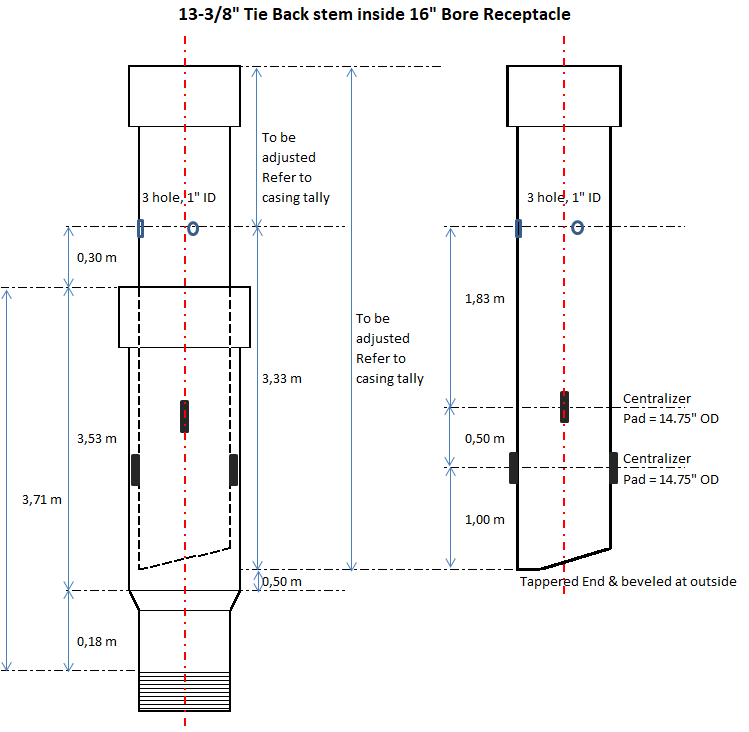 13-3/8" Tie Back stem inside 16" Bore Receptacle
To be
adjusted
Refer to
casing tally
3 hole, 1" ID
3 hole, 1" ID
0,30 m
1,83 m
To be
adjusted
Refer to
casing tally
3,33 m
Centralizer
Pad = 14.75" OD
3,53 m
0,50 m
Centralizer
Pad = 14.75" OD
3,71 m
1,00 m
0,50 m
Tappered End & beveled at outside
0,18 m